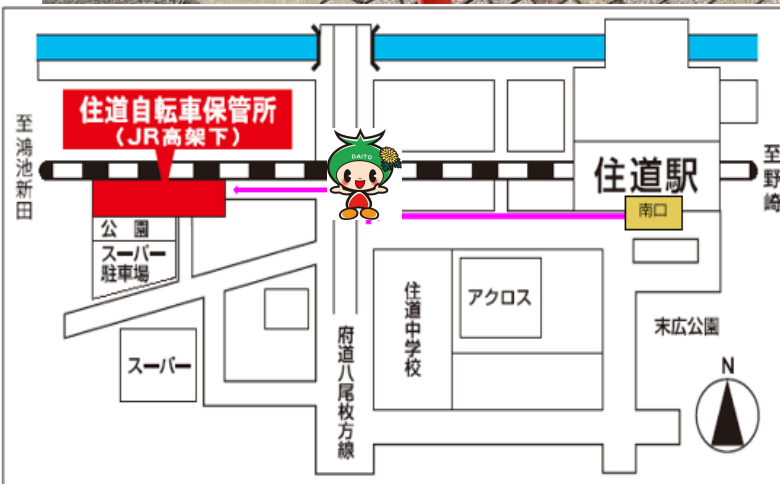 住道自転車保管所
（JR高架下）
至鴻池新田
DAITO
住道駅
至野崎
南口
公園
スーパー
駐車場
スーパー
府道八尾枚方線
住道中学校
アクロス
末広公園
N